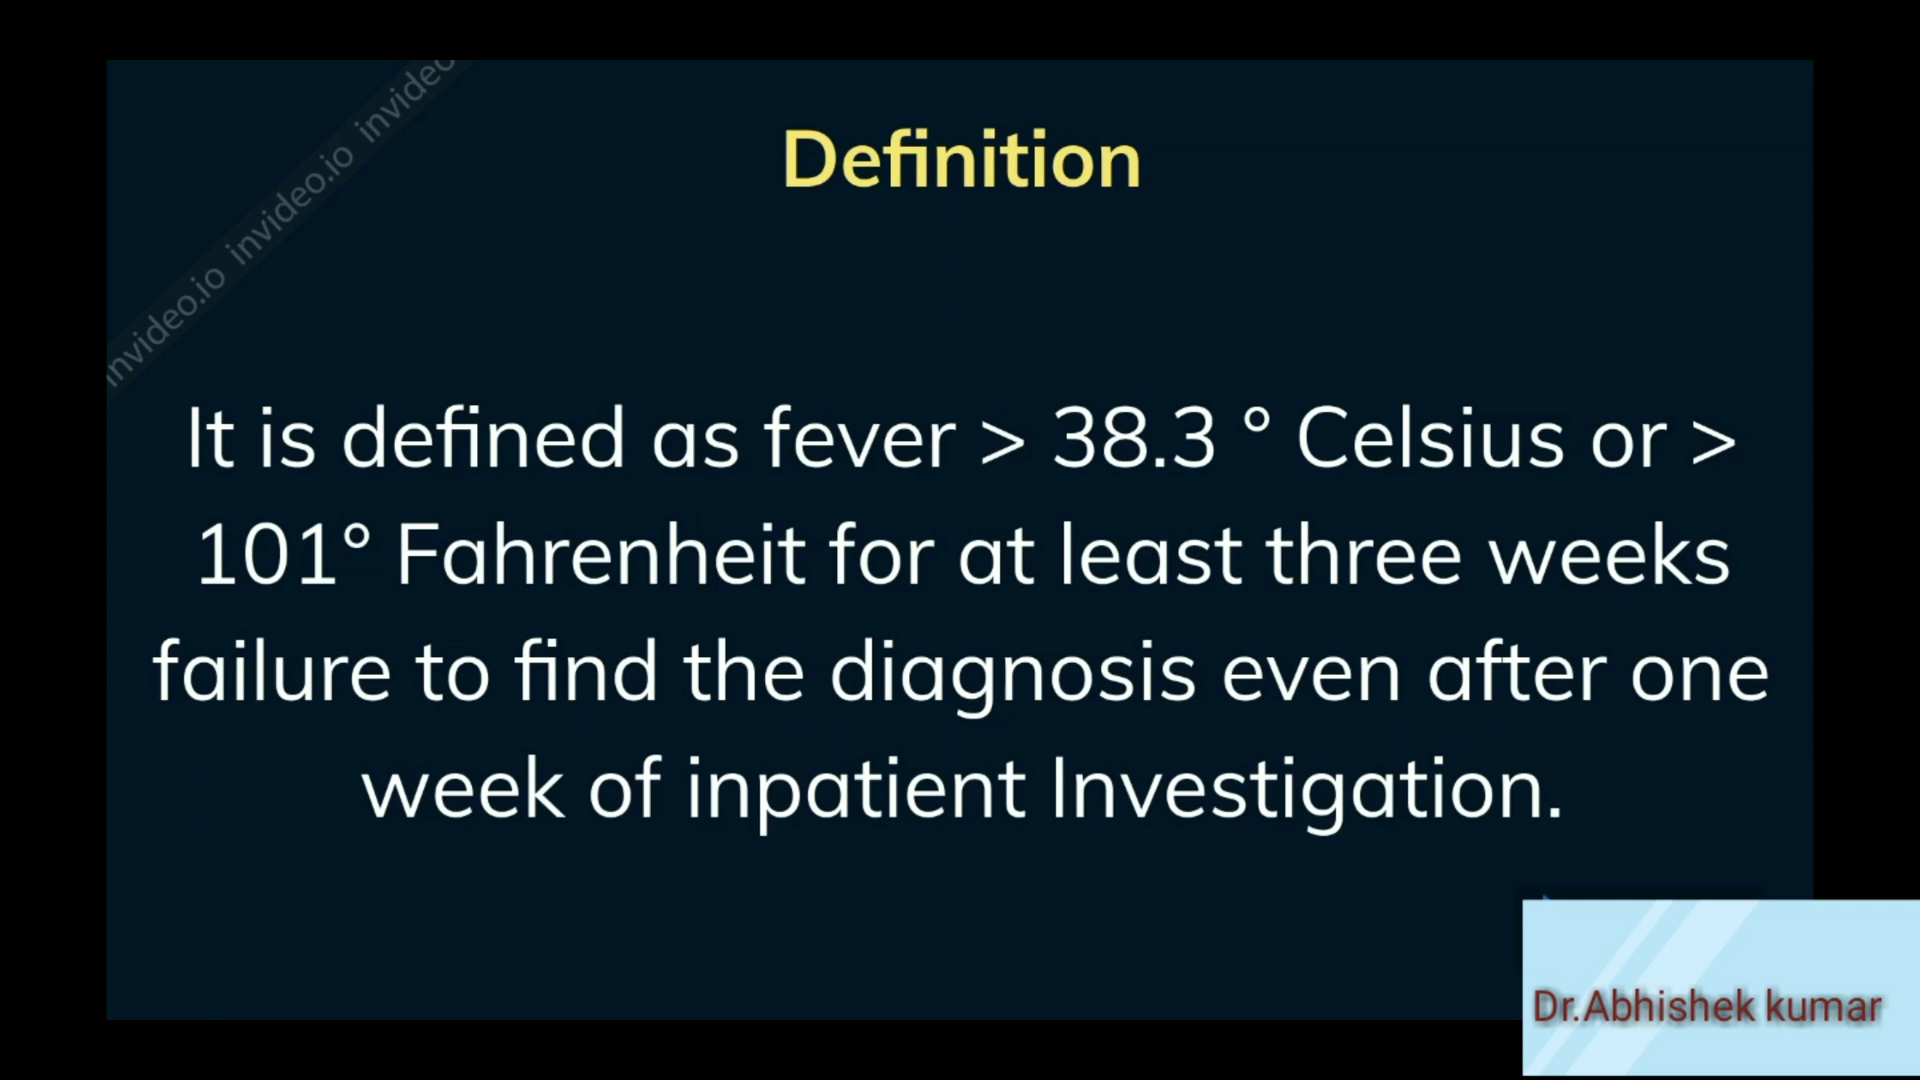 invideo.io invideo.io invideo
Definition
It is defined as fever > 38.3 ° Celsius or >
101° Fahrenheit for at least three weeks
failure to find the diagnosis even after one
week of inpatient Investigation.
Dr.Abhishek kumar